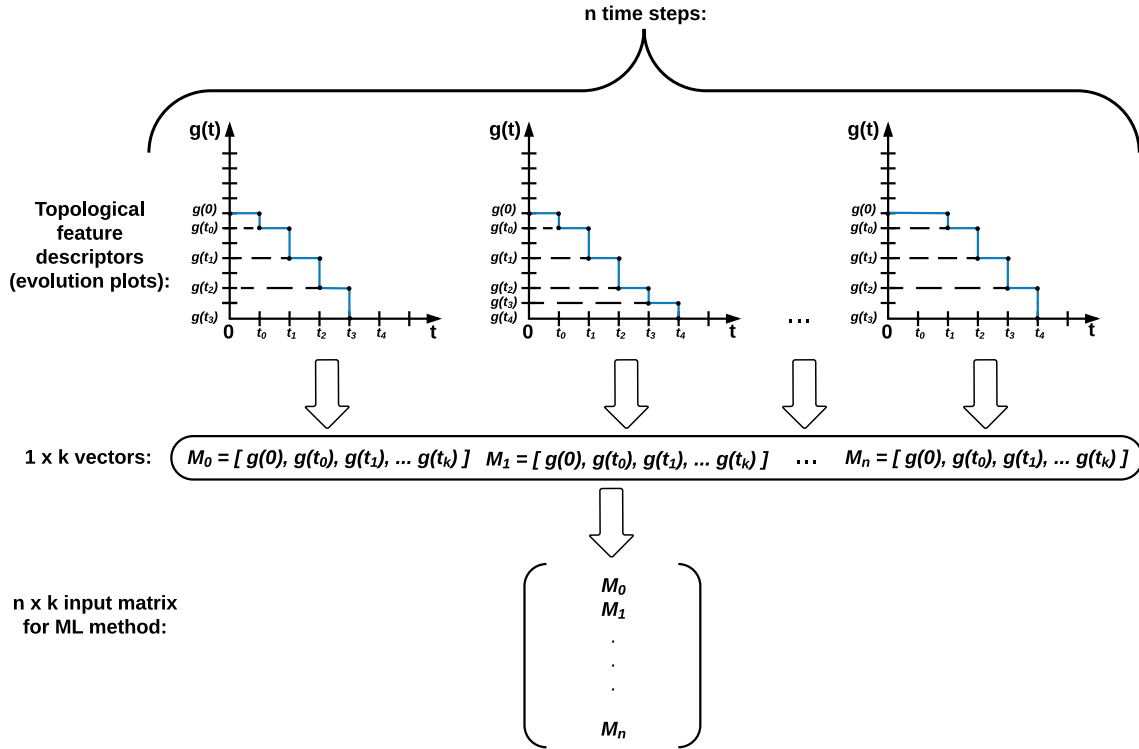 n time steps:
Topological
feature
descriptors
(evolution plots):
g(t)
g(0)
g(t₀)
g(t₁)
g(t₂)
g(t₃)
0 t₀ t₁ t₂ t₃ t₄ t
g(t)
g(0)
g(t₀)
g(t₁)
g(t₂)
g(t₃)
g(t₄)
0 t₀ t₁ t₂ t₃ t₄ t
...
g(t)
g(0)
g(t₀)
g(t₁)
g(t₂)
g(t₃)
0 t₀ t₁ t₂ t₃ t₄ t
1 x k vectors:
M₀ = [ g(0), g(t₀), g(t₁), ... g(tₖ) ] M₁ = [ g(0), g(t₀), g(t₁), ... g(tₖ) ] ... Mₙ = [ g(0), g(t₀), g(t₁), ... g(tₖ) ]
n x k input matrix
for ML method:
M₀
M₁
.
.
.
Mₙ